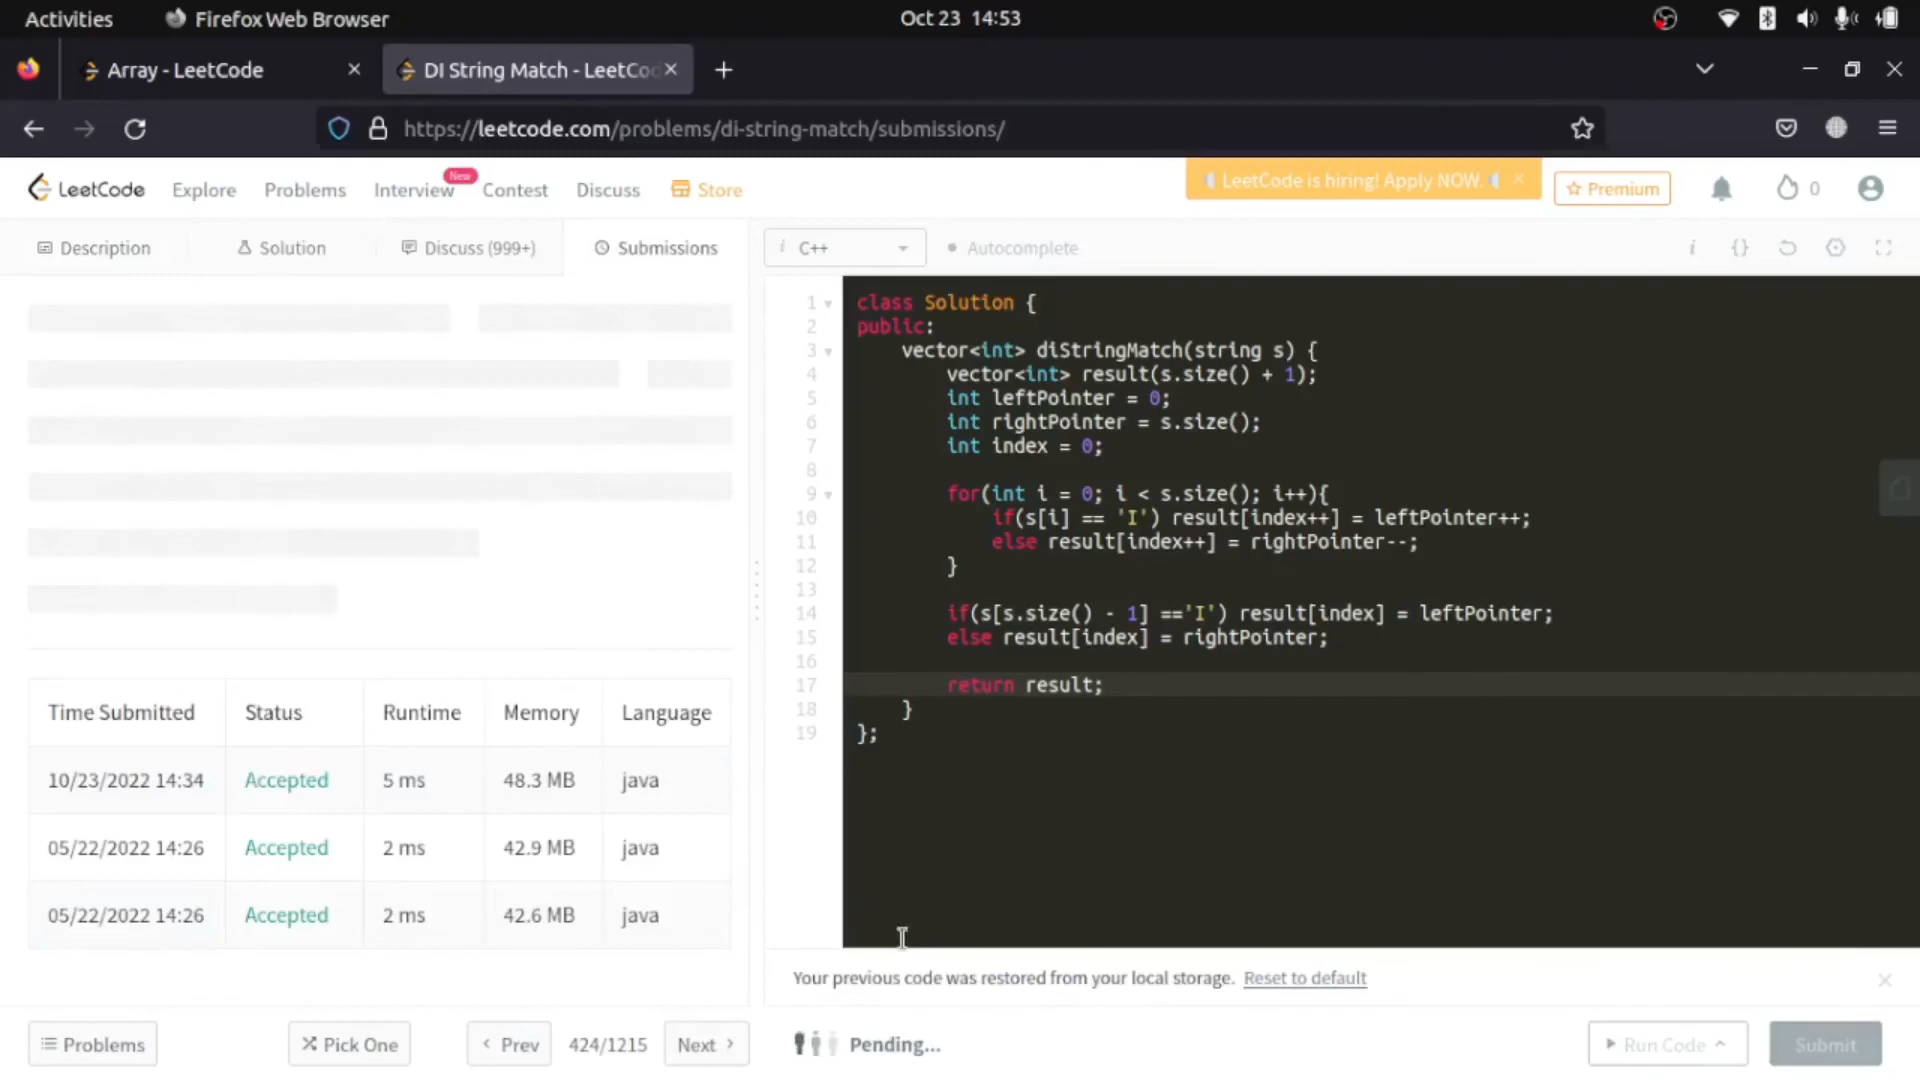 Activities
Firefox Web Browser
Oct 23 14:53
Array - LeetCode
DI String Match - LeetCo
https://leetcode.com/problems/di-string-match/submissions/
LeetCode
Explore
Problems
Interview
New
Contest
Discuss
Store
LeetCode is hiring! Apply NOW.
Premium
0
Description
Solution
Discuss (999+)
Submissions
i C++
Autocomplete
1 class Solution {
2 public:
3 vector<int> diStringMatch(string s) {
4 vector<int> result(s.size() + 1);
5 int leftPointer = 0;
6 int rightPointer = s.size();
7 int index = 0;
8
9 for(int i = 0; i < s.size(); i++){
10 if(s[i] == 'I') result[index++] = leftPointer++;
11 else result[index++] = rightPointer--;
12 }
13
14 if(s[s.size() - 1] =='I') result[index] = leftPointer;
15 else result[index] = rightPointer;
16
17 return result;
18 }
19 };
Time Submitted Status Runtime Memory Language
10/23/2022 14:34 Accepted 5 ms 48.3 MB java
05/22/2022 14:26 Accepted 2 ms 42.9 MB java
05/22/2022 14:26 Accepted 2 ms 42.6 MB java
Your previous code was restored from your local storage. Reset to default
Problems
Pick One
Prev
424/1215
Next
Pending...
Run Code
Submit